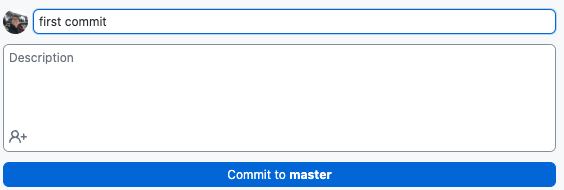 first commit
Description
Commit to master